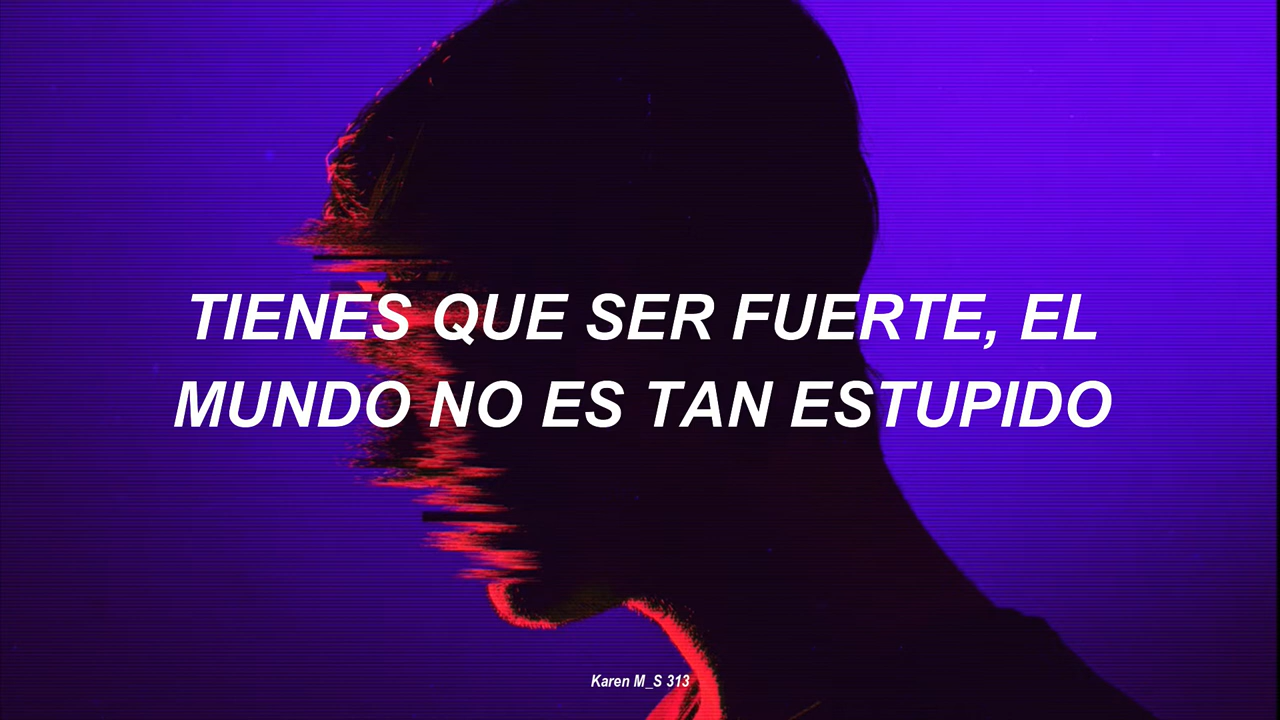 TIENES QUE SER FUERTE, EL
MUNDO NO ES TAN ESTUPIDO
Karen M_S 313